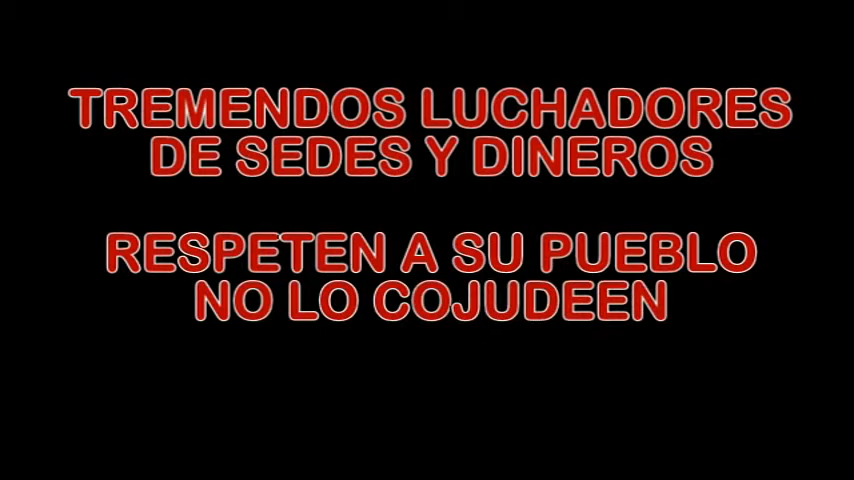 TREMENDOS LUCHADORES
DE SEDES Y DINEROS
RESPETEN A SU PUEBLO
NO LO COJUDEEN